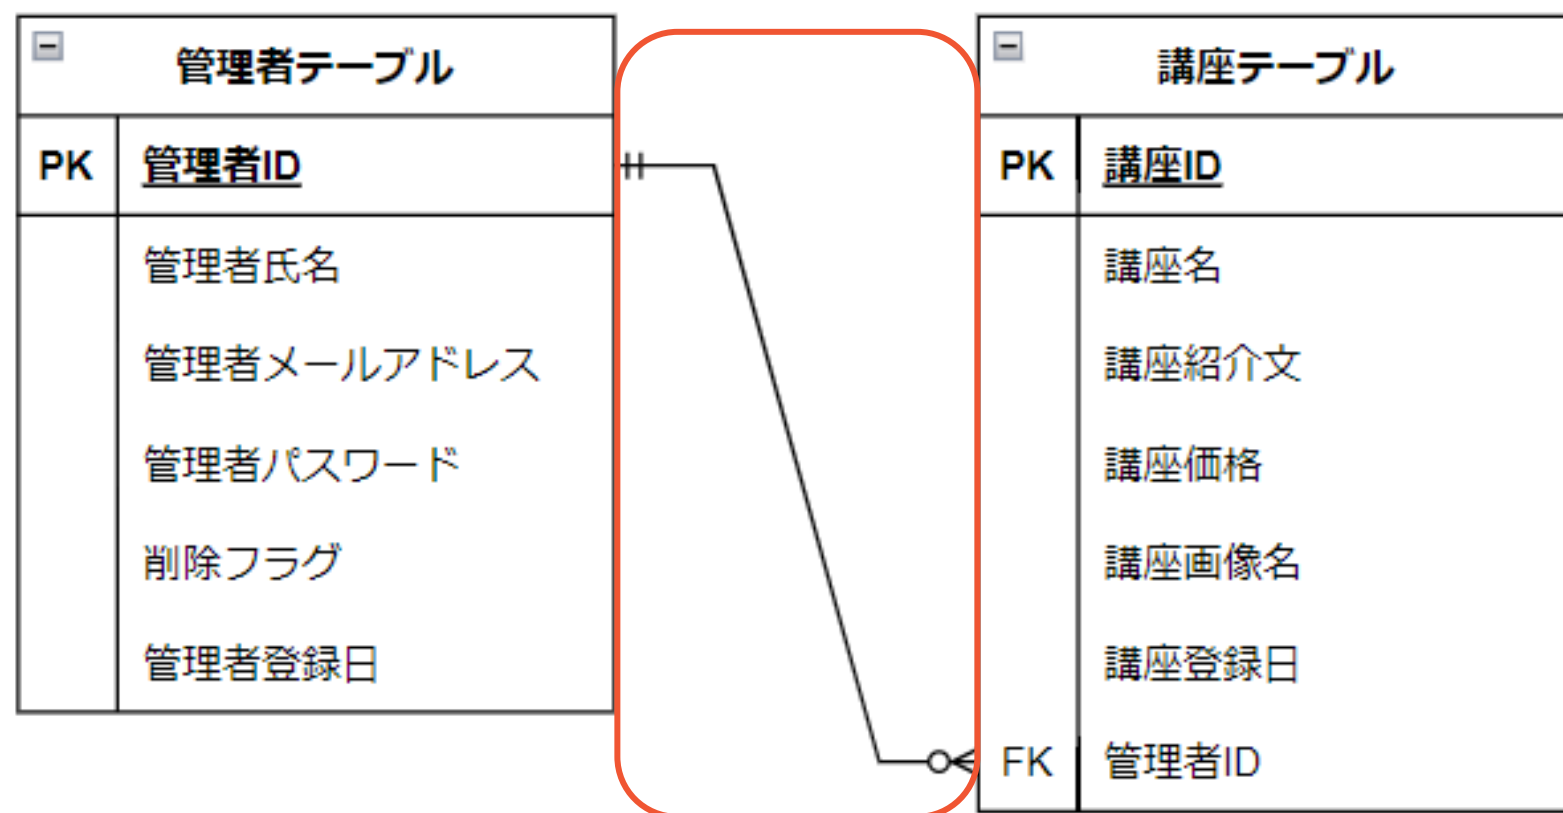 管理者テーブル
PK 管理者ID
管理者氏名
管理者メールアドレス
管理者パスワード
削除フラグ
管理者登録日
講座テーブル
PK 講座ID
講座名
講座紹介文
講座価格
講座画像名
講座登録日
FK 管理者ID